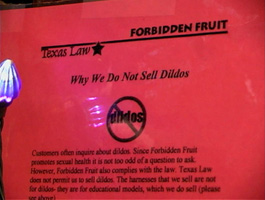 FORBIDDEN FRUIT
Texas Law
Why We Do Not Sell Dildos
dildos
Customers often inquire about dildos. Since Forbidden Fruit
promotes sexual health it is not too odd of a question to ask.
However, Forbidden Fruit also complies with the law. Texas Law
does not permit us to sell dildos. The harnesses that we sell are not
for dildos- they are for educational models, which we do sell (please
see above)